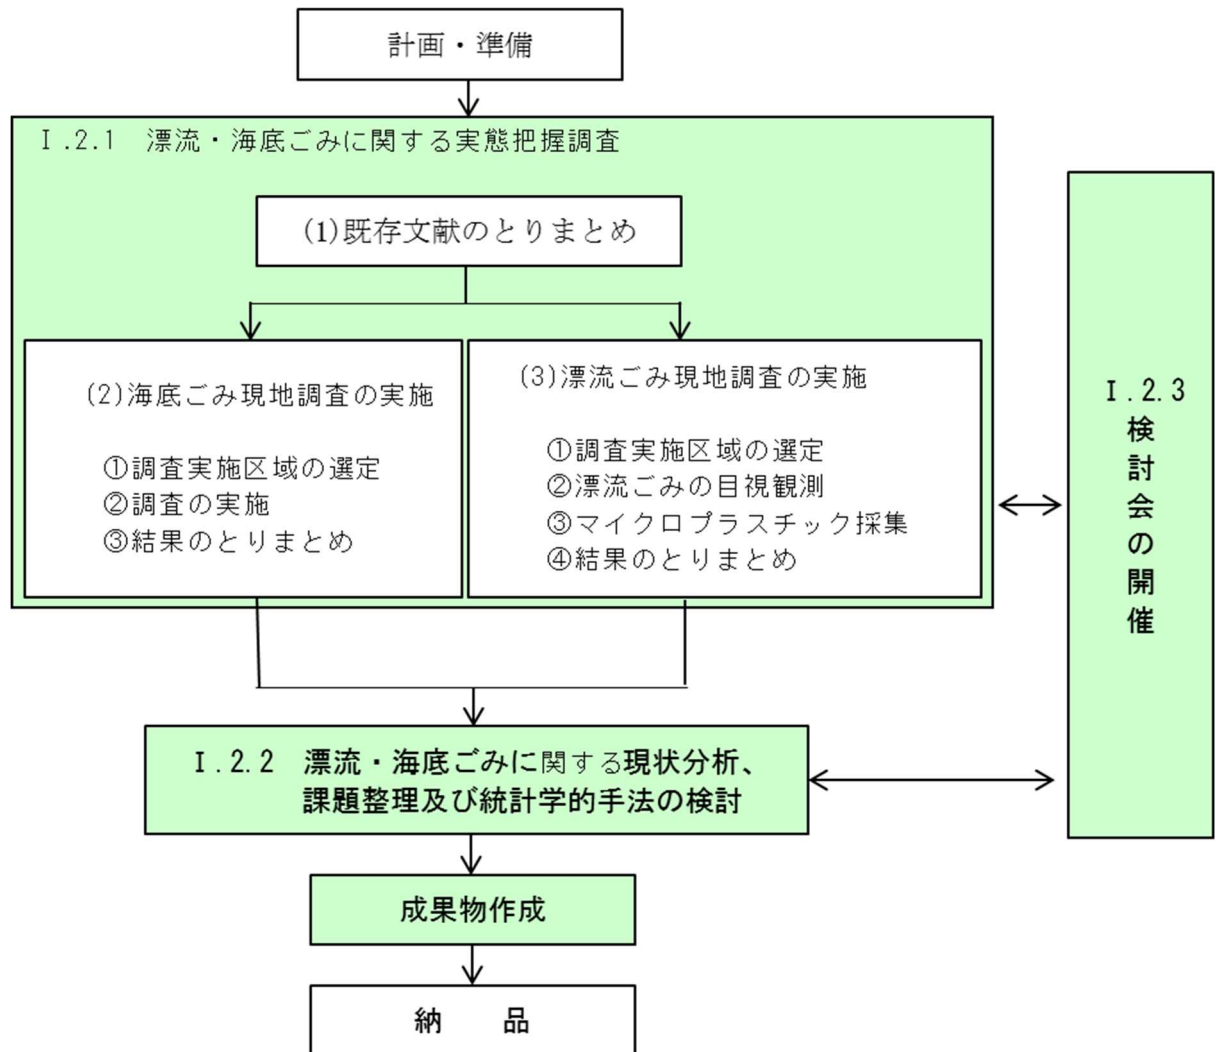 計画・準備
Ⅰ.2.1 漂流・海底ごみに関する実態把握調査
(1)既存文献のとりまとめ
(2)海底ごみ現地調査の実施
①調査実施区域の選定
②調査の実施
③結果のとりまとめ
(3)漂流ごみ現地調査の実施
①調査実施区域の選定
②漂流ごみの目視観測
③マイクロプラスチック採集
④結果のとりまとめ
Ⅰ.2.3
検討会の開催
Ⅰ.2.2 漂流・海底ごみに関する現状分析、
課題整理及び統計学的手法の検討
成果物作成
納 品